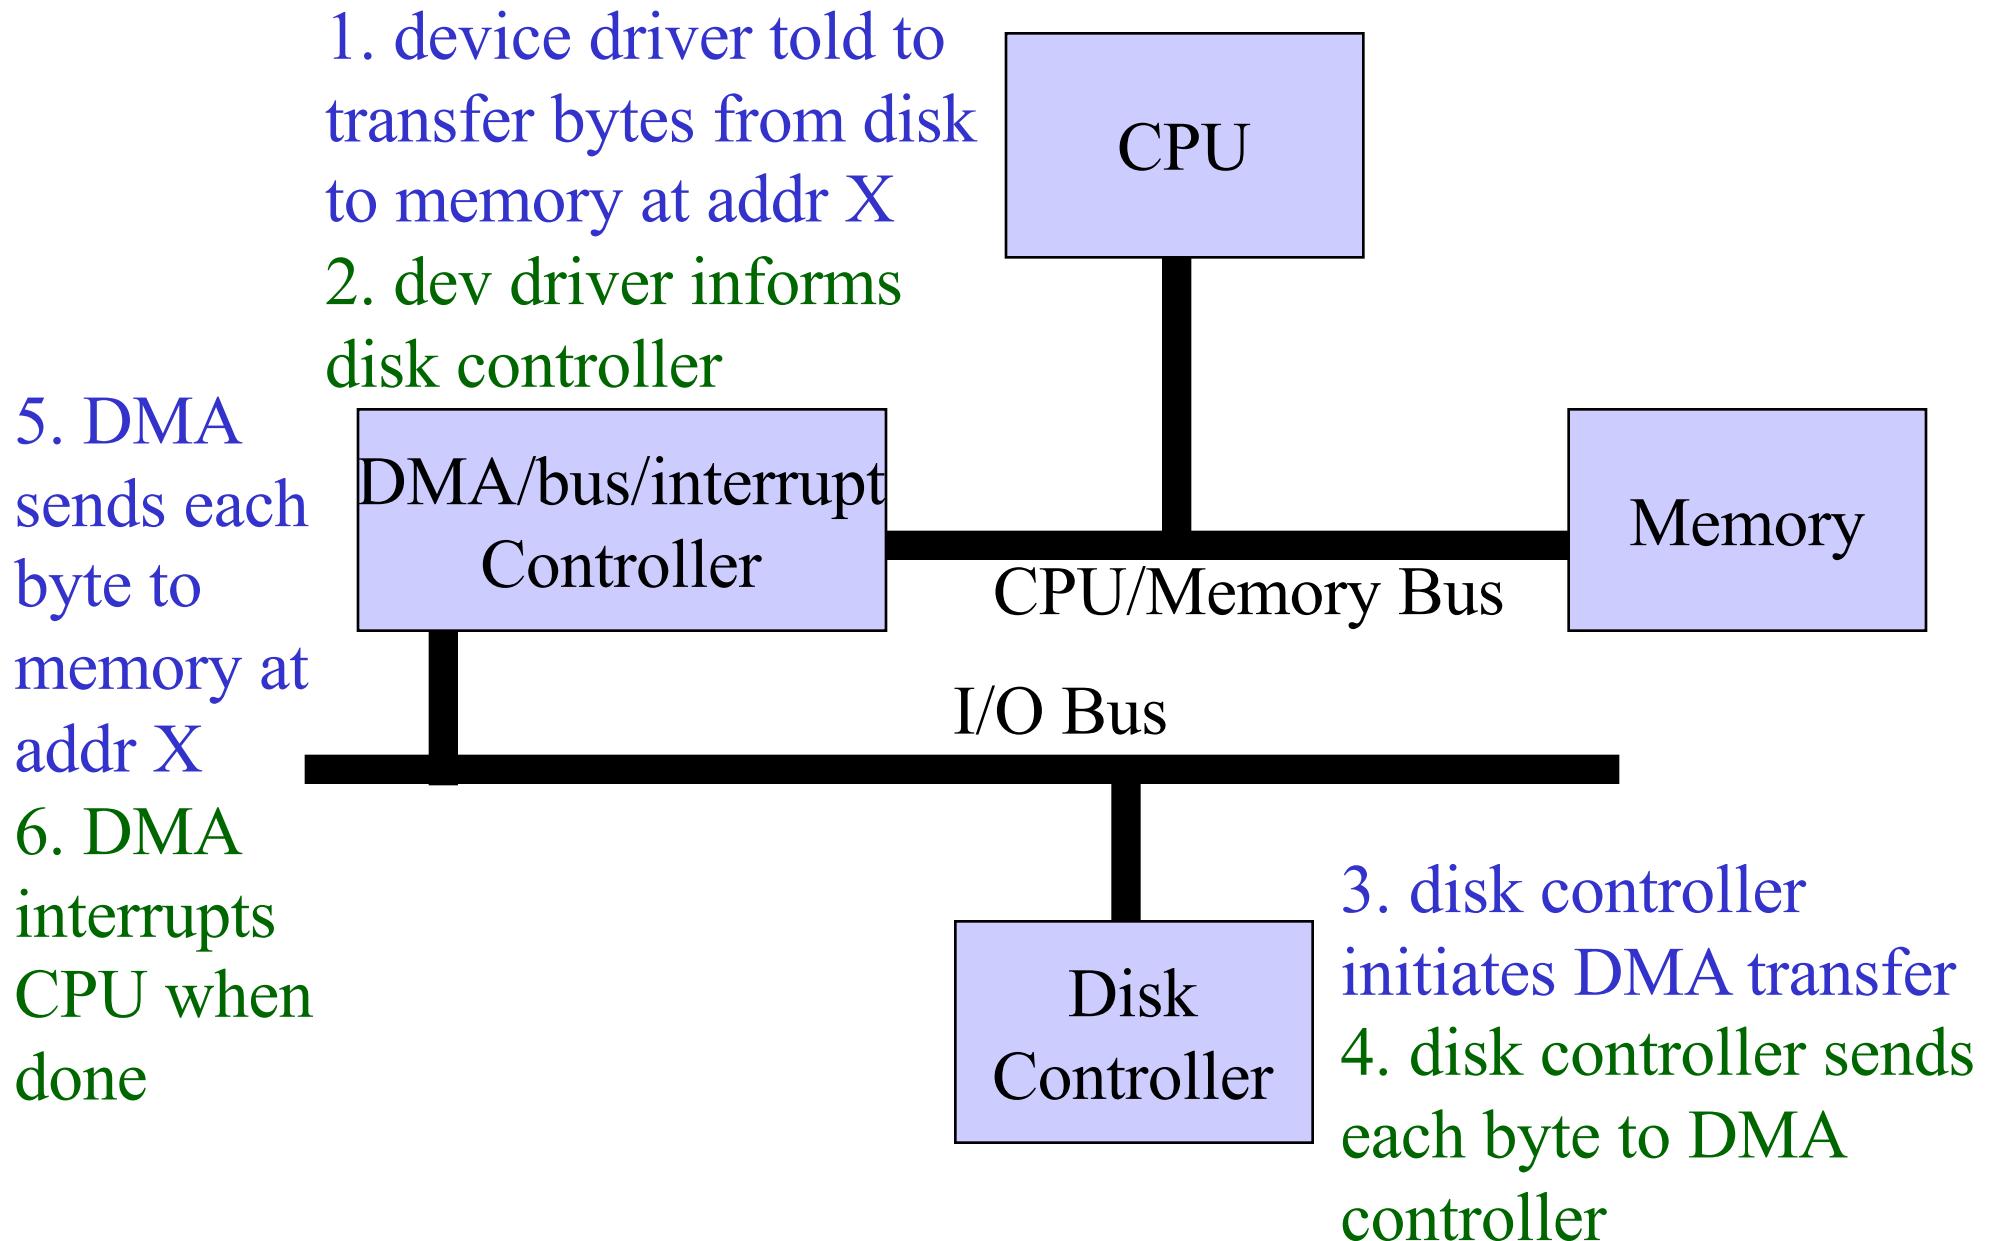 1. device driver told to
transfer bytes from disk
to memory at addr X
2. dev driver informs
disk controller
CPU
5. DMA
sends each
byte to
memory at
addr X
6. DMA
interrupts
CPU when
done
DMA/bus/interrupt
Controller
Memory
CPU/Memory Bus
I/O Bus
Disk
Controller
3. disk controller
initiates DMA transfer
4. disk controller sends
each byte to DMA
controller